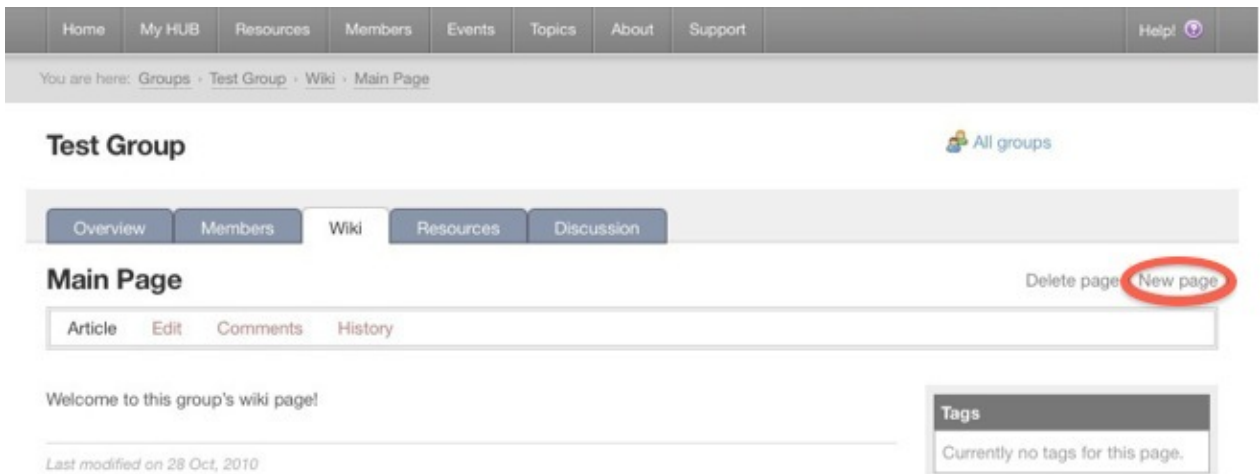 Home My HUB Resources Members Events Topics About Support Help!
You are here: Groups › Test Group › Wiki › Main Page
Test Group
All groups
Overview Members Wiki Resources Discussion
Main Page
Delete page New page
Article Edit Comments History
Welcome to this group's wiki page!
Tags
Currently no tags for this page.
Last modified on 28 Oct, 2010